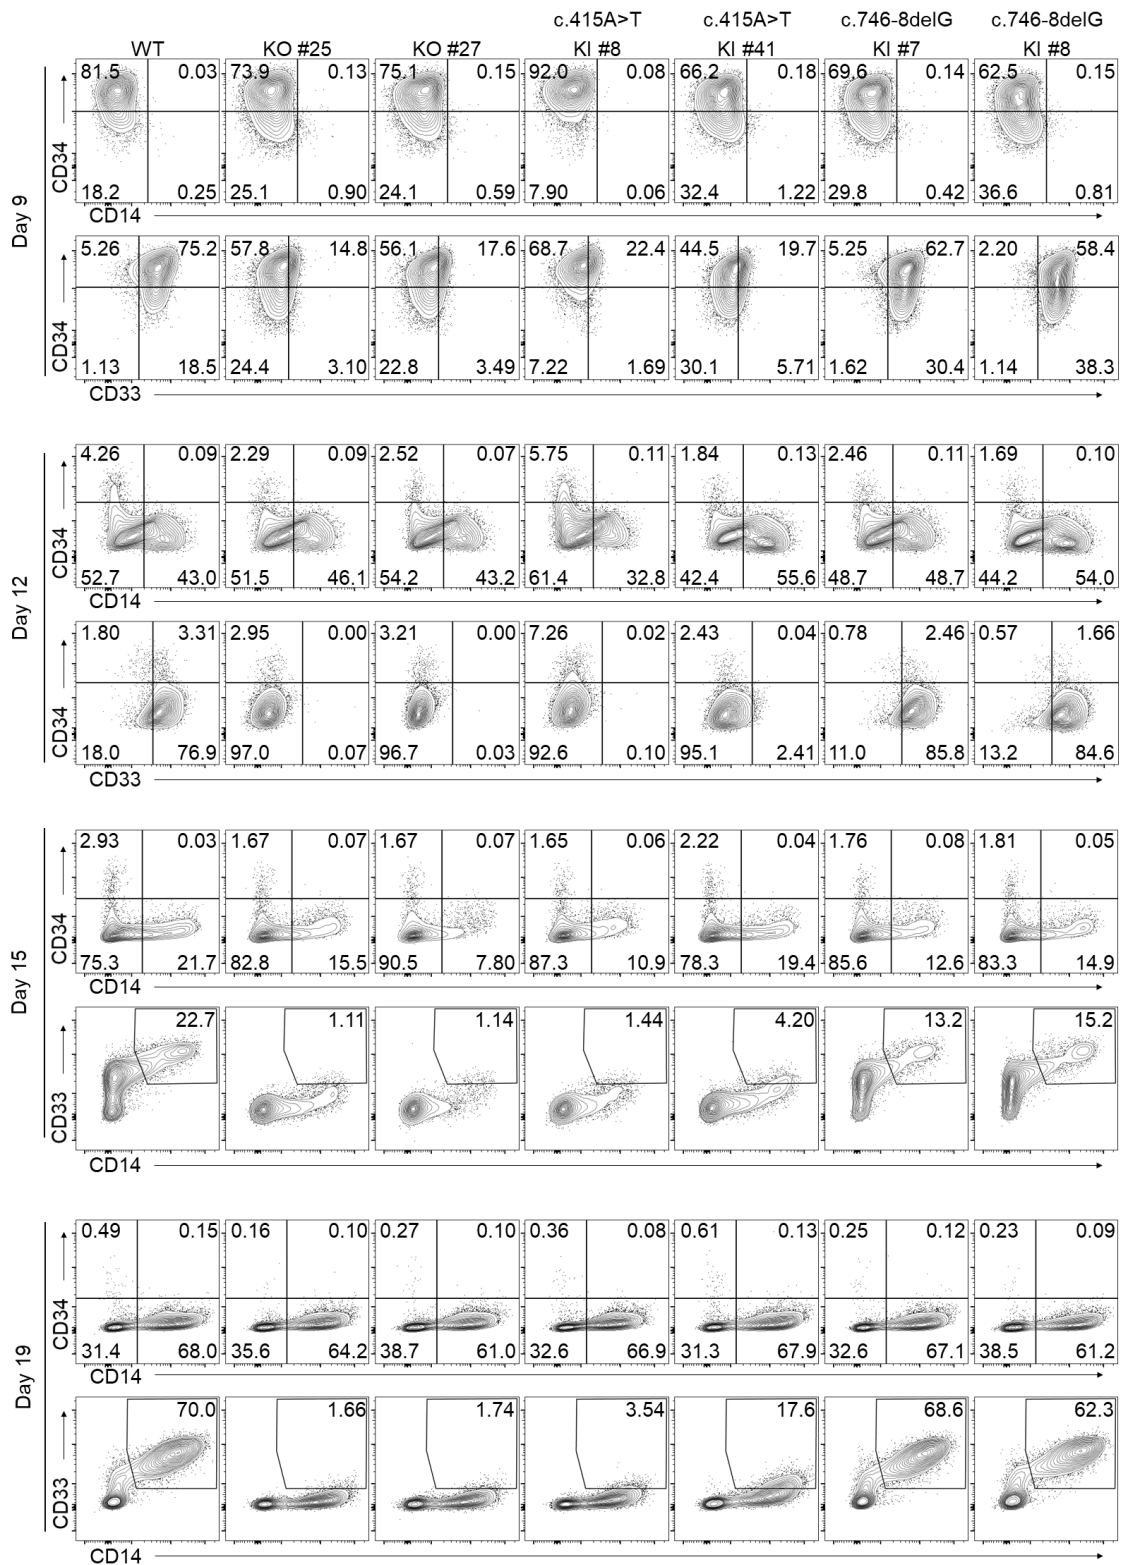 c.415A>T c.415A>T c.746-8delG c.746-8delG
WT KO #25 KO #27 KI #8 KI #41 KI #7 KI #8
Day 9
81.5 0.03 73.9 0.13 75.1 0.15 92.0 0.08 66.2 0.18 69.6 0.14 62.5 0.15
CD34
18.2 0.25 25.1 0.90 24.1 0.59 7.90 0.06 32.4 1.22 29.8 0.42 36.6 0.81
CD14
5.26 75.2 57.8 14.8 56.1 17.6 68.7 22.4 44.5 19.7 5.25 62.7 2.20 58.4
CD34
1.13 18.5 24.4 3.10 22.8 3.49 7.22 1.69 30.1 5.71 1.62 30.4 1.14 38.3
CD33
Day 12
4.26 0.09 2.29 0.09 2.52 0.07 5.75 0.11 1.84 0.13 2.46 0.11 1.69 0.10
CD34
52.7 43.0 51.5 46.1 54.2 43.2 61.4 32.8 42.4 55.6 48.7 48.7 44.2 54.0
CD14
1.80 3.31 2.95 0.00 3.21 0.00 7.26 0.02 2.43 0.04 0.78 2.46 0.57 1.66
CD34
18.0 76.9 97.0 0.07 96.7 0.03 92.6 0.10 95.1 2.41 11.0 85.8 13.2 84.6
CD33
Day 15
2.93 0.03 1.67 0.07 1.67 0.07 1.65 0.06 2.22 0.04 1.76 0.08 1.81 0.05
CD34
75.3 21.7 82.8 15.5 90.5 7.80 87.3 10.9 78.3 19.4 85.6 12.6 83.3 14.9
CD14
22.7 1.11 1.14 1.44 4.20 13.2 15.2
CD33
CD14
Day 19
0.49 0.15 0.16 0.10 0.27 0.10 0.36 0.08 0.61 0.13 0.25 0.12 0.23 0.09
CD34
31.4 68.0 35.6 64.2 38.7 61.0 32.6 66.9 31.3 67.9 32.6 67.1 38.5 61.2
CD14
70.0 1.66 1.74 3.54 17.6 68.6 62.3
CD33
CD14